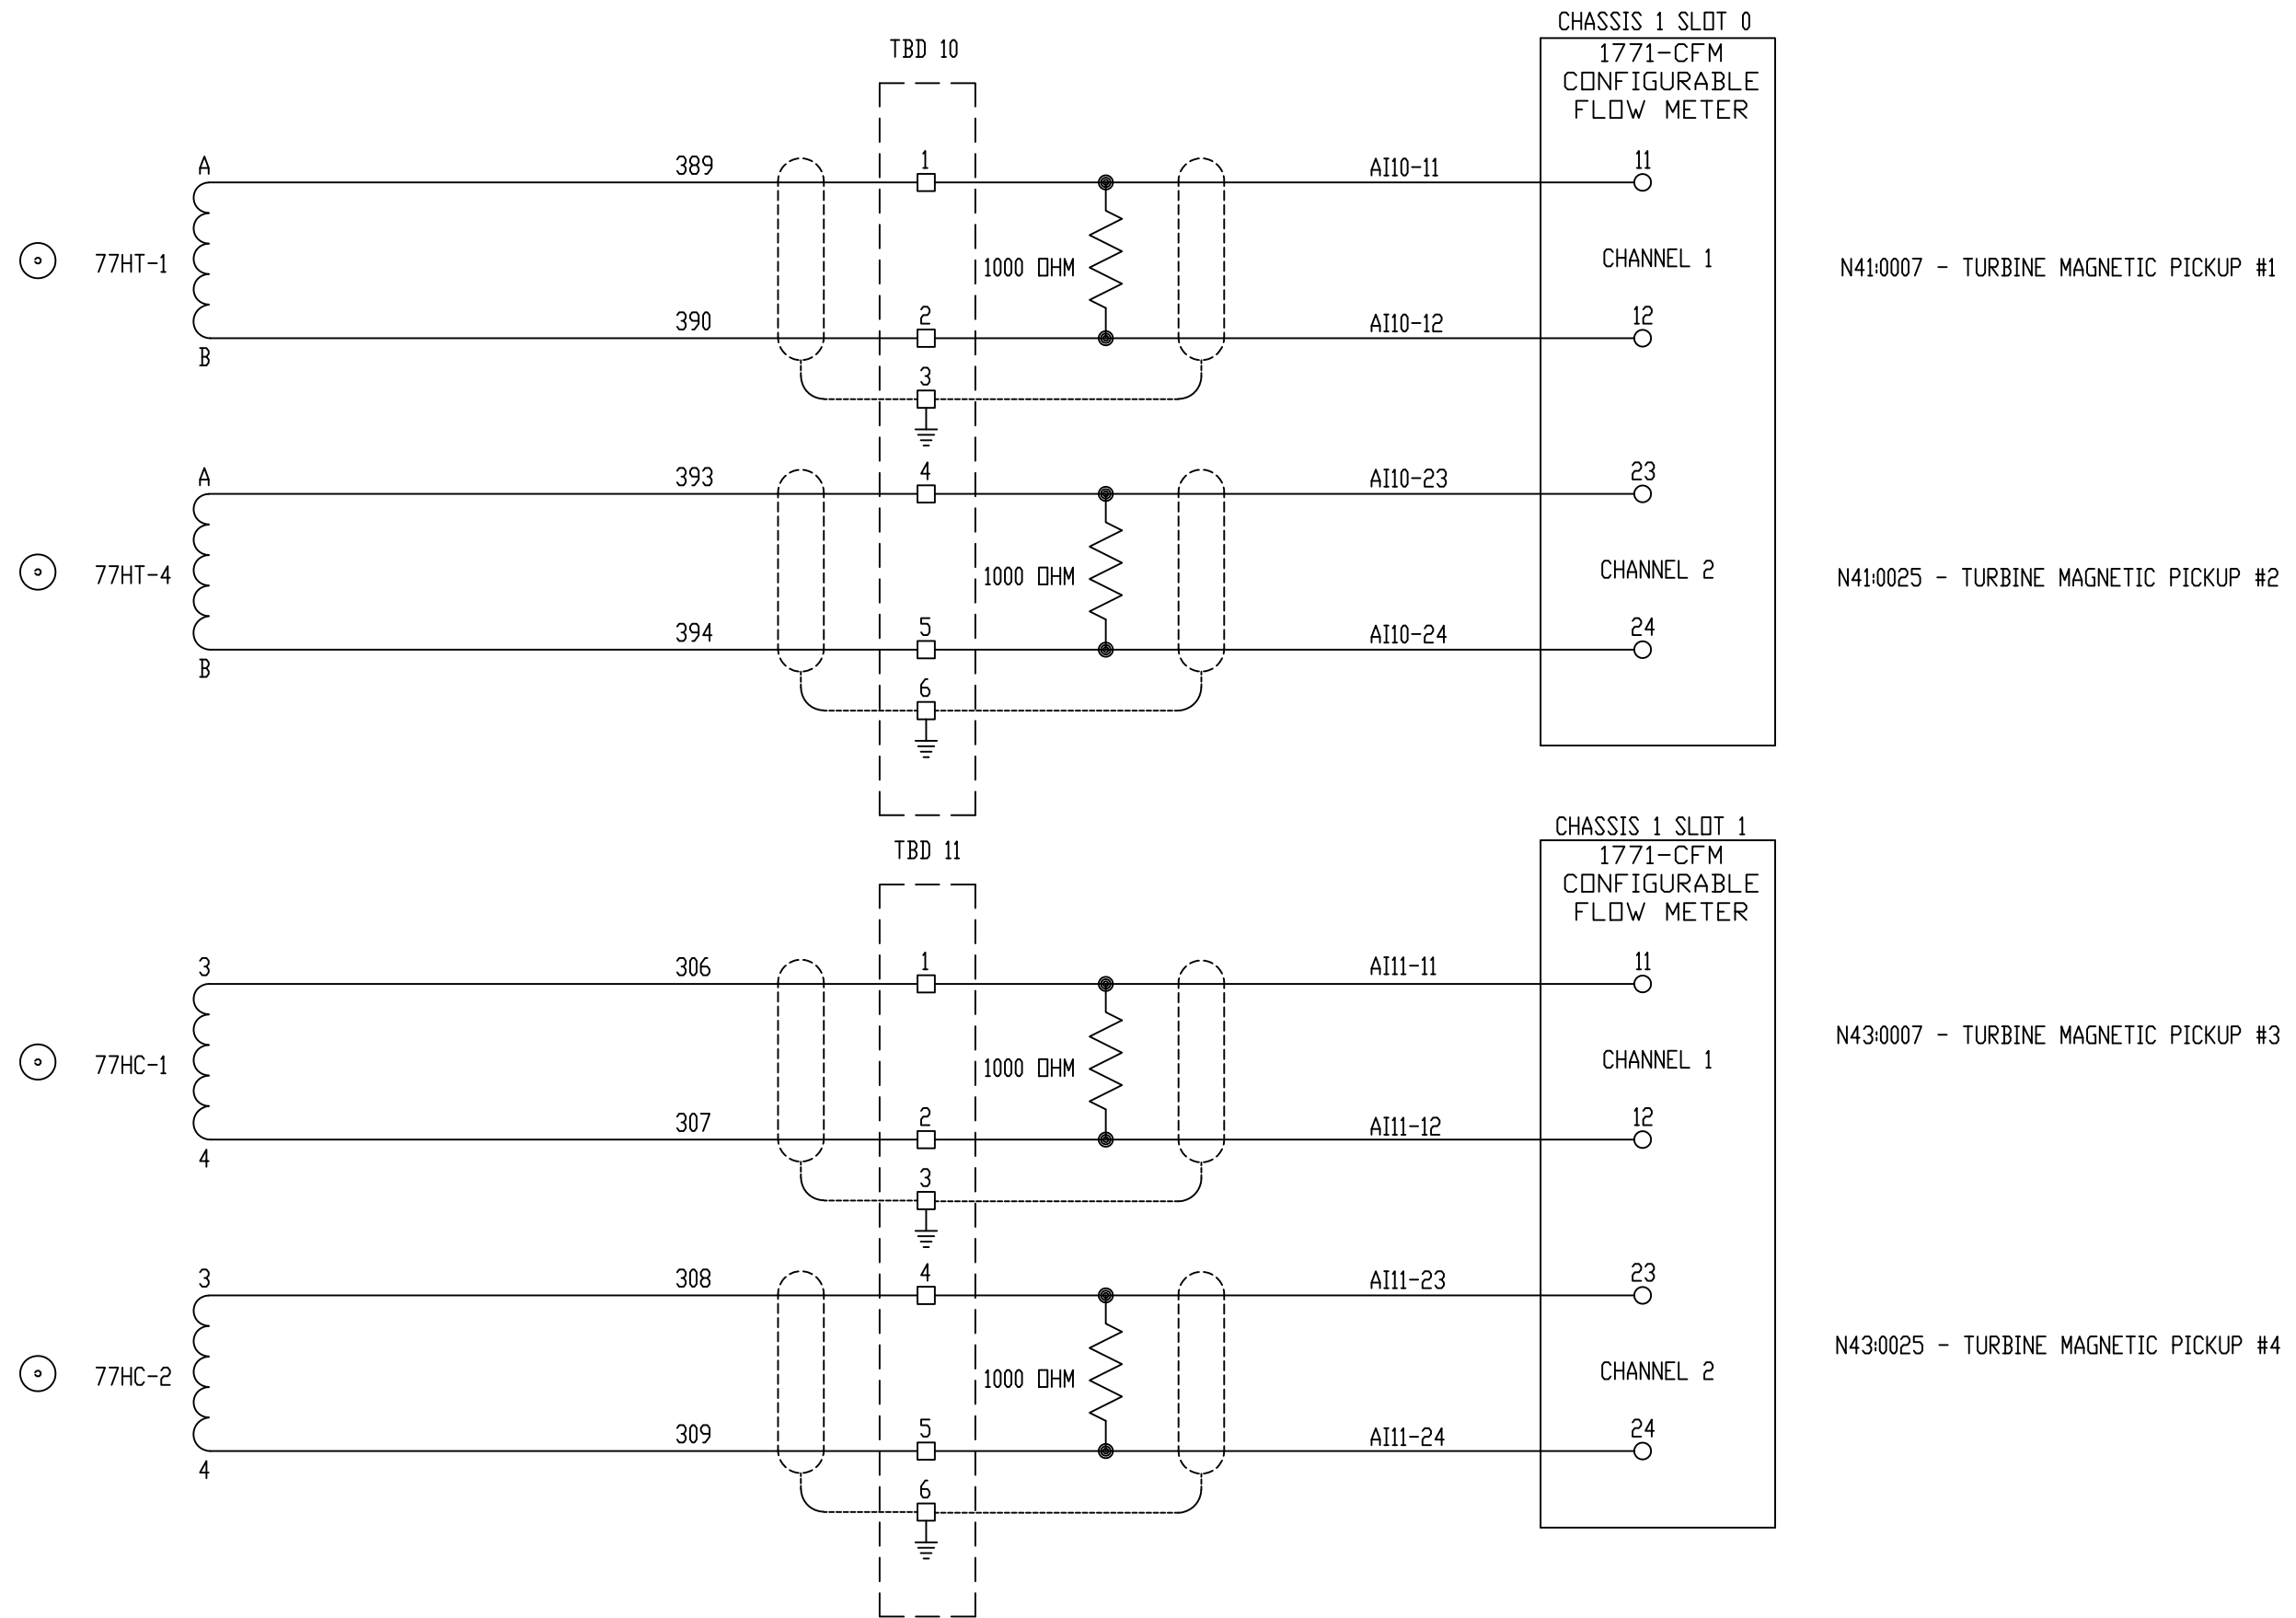 CHASSIS 1 SLOT 0
TBD 10
1771-CFM
CONFIGURABLE
FLOW METER
A
389
1
AI10-11
11
77HT-1
1000 OHM
CHANNEL 1
N41:0007 - TURBINE MAGNETIC PICKUP #1
390
2
AI10-12
12
B
3
A
393
4
AI10-23
23
77HT-4
1000 OHM
CHANNEL 2
N41:0025 - TURBINE MAGNETIC PICKUP #2
394
5
AI10-24
24
B
6
CHASSIS 1 SLOT 1
TBD 11
1771-CFM
CONFIGURABLE
FLOW METER
3
306
1
AI11-11
11
77HC-1
1000 OHM
CHANNEL 1
N43:0007 - TURBINE MAGNETIC PICKUP #3
307
2
AI11-12
12
4
3
3
308
4
AI11-23
23
77HC-2
1000 OHM
CHANNEL 2
N43:0025 - TURBINE MAGNETIC PICKUP #4
309
5
AI11-24
24
4
6